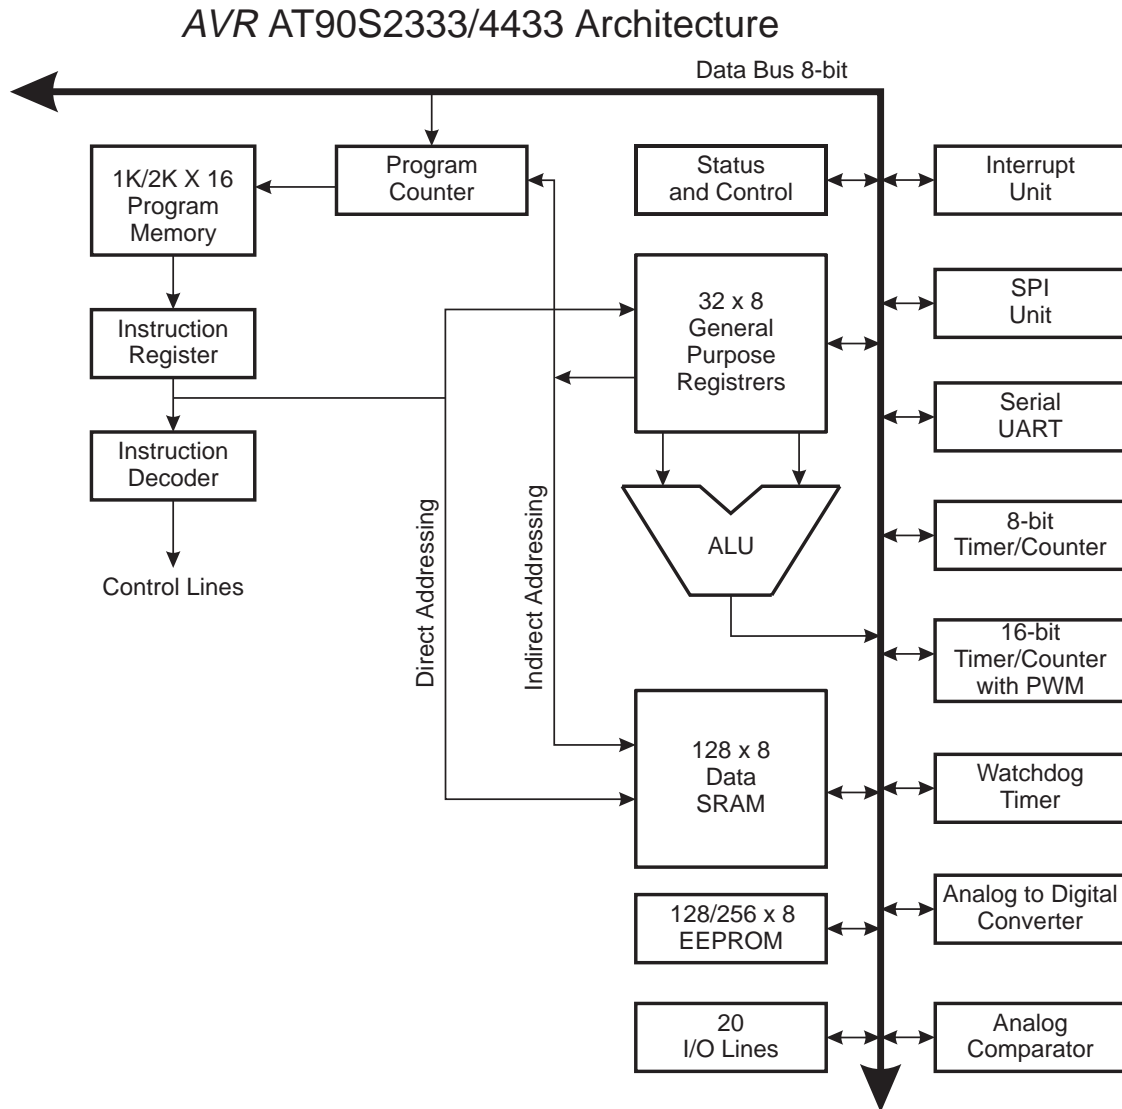 AVR AT90S2333/4433 Architecture
Data Bus 8-bit
1K/2K X 16
Program
Memory
Program
Counter
Status
and Control
Interrupt
Unit
32 x 8
General
Purpose
Registrers
SPI
Unit
Instruction
Register
Serial
UART
Instruction
Decoder
Control Lines
Direct Addressing
Indirect Addressing
ALU
8-bit
Timer/Counter
16-bit
Timer/Counter
with PWM
128 x 8
Data
SRAM
Watchdog
Timer
128/256 x 8
EEPROM
Analog to Digital
Converter
20
I/O Lines
Analog
Comparator